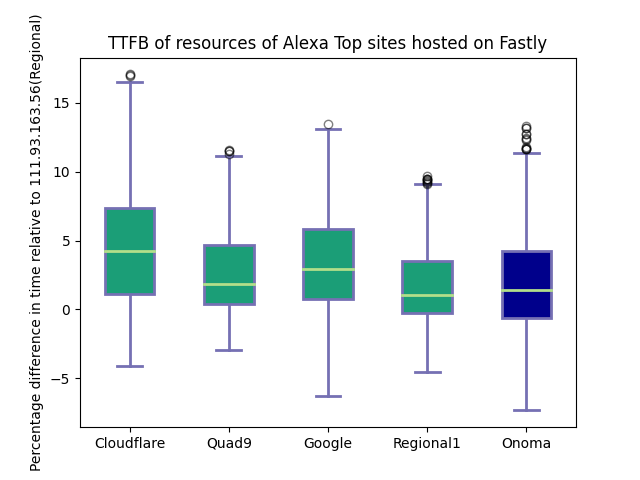 TTFB of resources of Alexa Top sites hosted on Fastly
Percentage difference in time relative to 111.93.163.56(Regional)
15
10
5
0
−5
Cloudflare Quad9 Google Regional1 Onoma